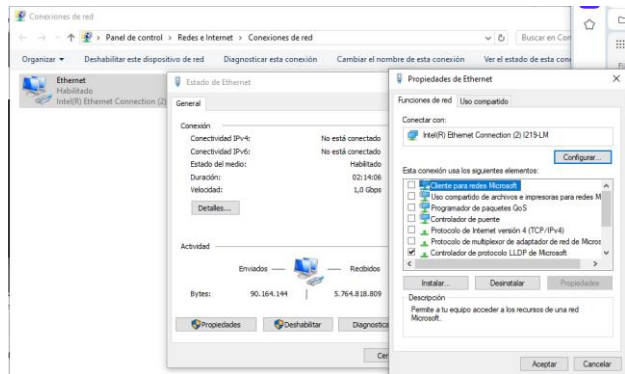 Conexiones de red
Panel de control > Redes e Internet > Conexiones de red
Buscar en Con
Organizar
Deshabilitar este dispositivo de red
Diagnosticar esta conexión
Cambiar el nombre de esta conexión
Ver el estado de esta cone
Ethernet
Habilitado
Intel(R) Ethernet Connection (2)
Estado de Ethernet
General
Conexión
Conectividad IPv4: No está conectado
Conectividad IPv6: No está conectado
Estado del medio: Habilitado
Duración: 02:14:06
Velocidad: 1,0 Gbps
Detalles...
Actividad
Enviados — Recibidos
Bytes: 90.164.144 | 5.764.818.809
Propiedades
Deshabilitar
Diagnostica
Cer
Propiedades de Ethernet
Funciones de red
Uso compartido
Conectar con:
Intel(R) Ethernet Connection (2) I219-LM
Configurar...
Esta conexión usa los siguientes elementos:
Cliente para redes Microsoft
Uso compartido de archivos e impresoras para redes M
Programador de paquetes QoS
Controlador de puente
Protocolo de Internet versión 4 (TCP/IPv4)
Protocolo de multiplexor de adaptador de red de Micros
Controlador de protocolo LLDP de Microsoft
Instalar...
Desinstalar
Propiedades
Descripción
Permite a tu equipo acceder a los recursos de una red
Microsoft.
Aceptar
Cancelar